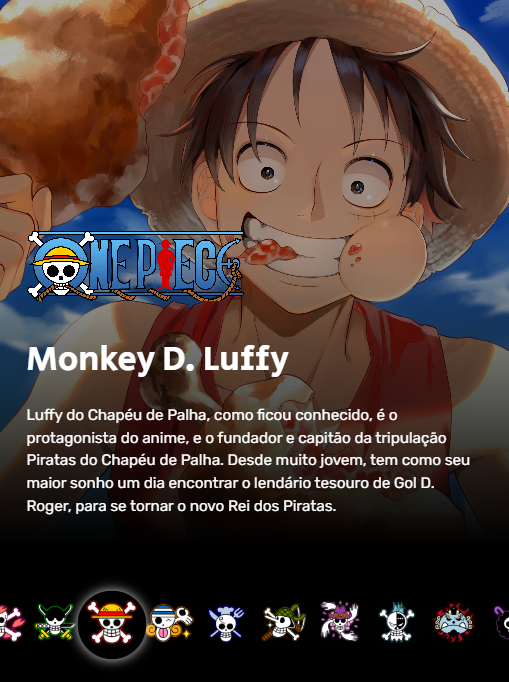 ONE PIECE
Monkey D. Luffy
Luffy do Chapéu de Palha, como ficou conhecido, é o
protagonista do anime, e o fundador e capitão da tripulação
Piratas do Chapéu de Palha. Desde muito jovem, tem como seu
maior sonho um dia encontrar o lendário tesouro de Gol D.
Roger, para se tornar o novo Rei dos Piratas.